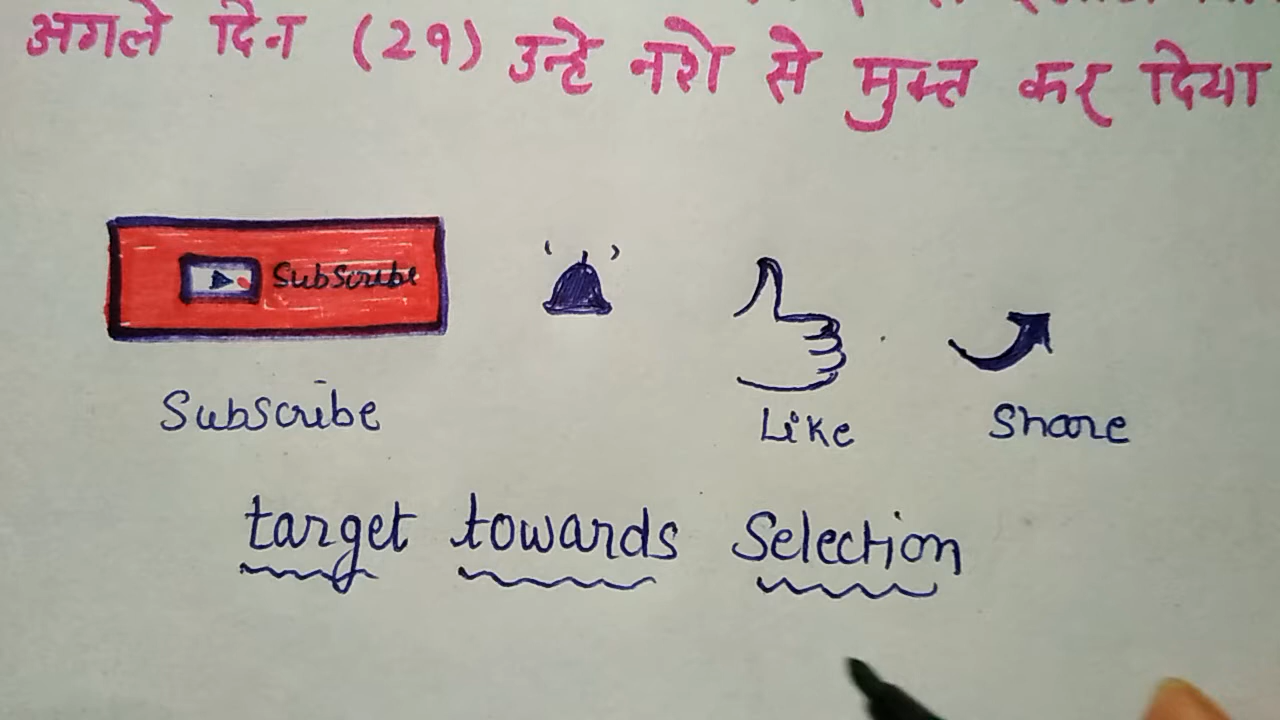 अगले दिन (29) उन्हे नशे से मुक्त कर दिया
Subscribe
Subscribe
Like
Share
target towards Selection